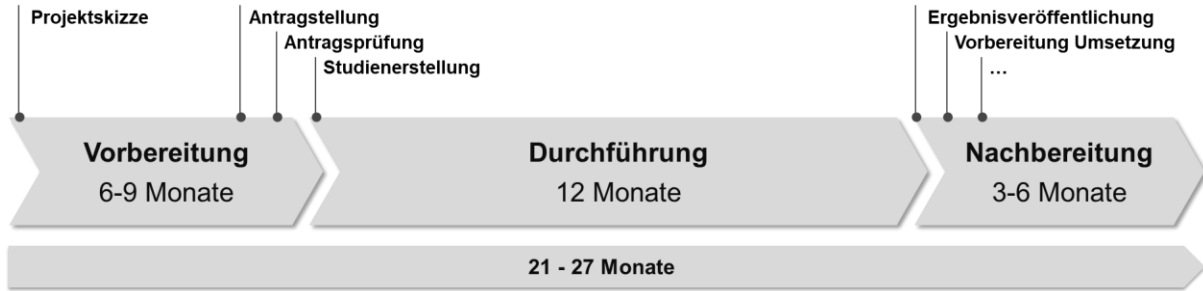 Projektskizze
Antragstellung
Antragsprüfung
Studienerstellung
Ergebnisveröffentlichung
Vorbereitung Umsetzung
...
Vorbereitung
6-9 Monate
Durchführung
12 Monate
Nachbereitung
3-6 Monate
21 - 27 Monate